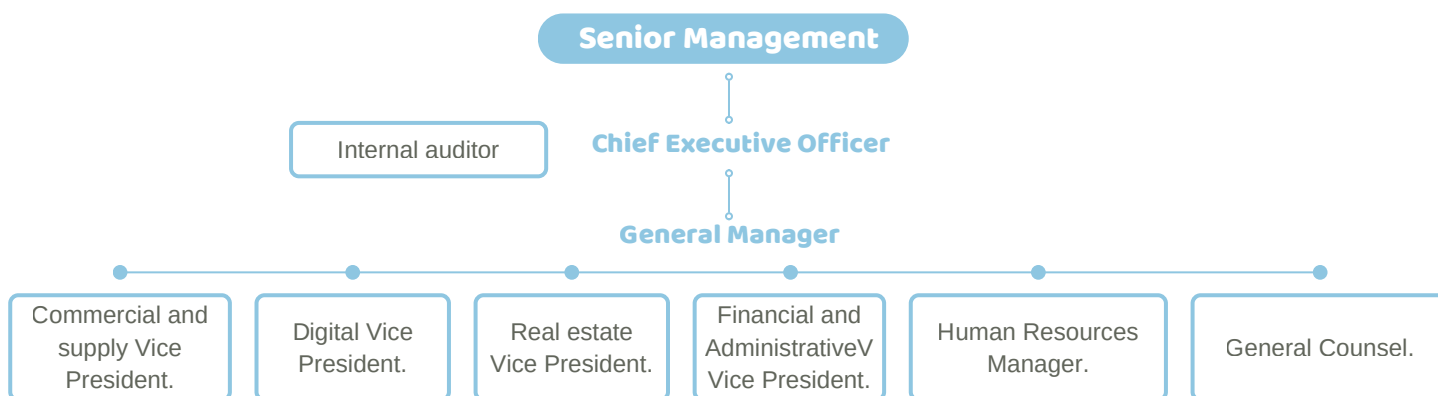 Senior Management
Internal auditor
Chief Executive Officer
General Manager
Commercial and
supply Vice
President.
Digital Vice
President.
Real estate
Vice President.
Financial and
AdministrativeV
Vice President.
Human Resources
Manager.
General Counsel.